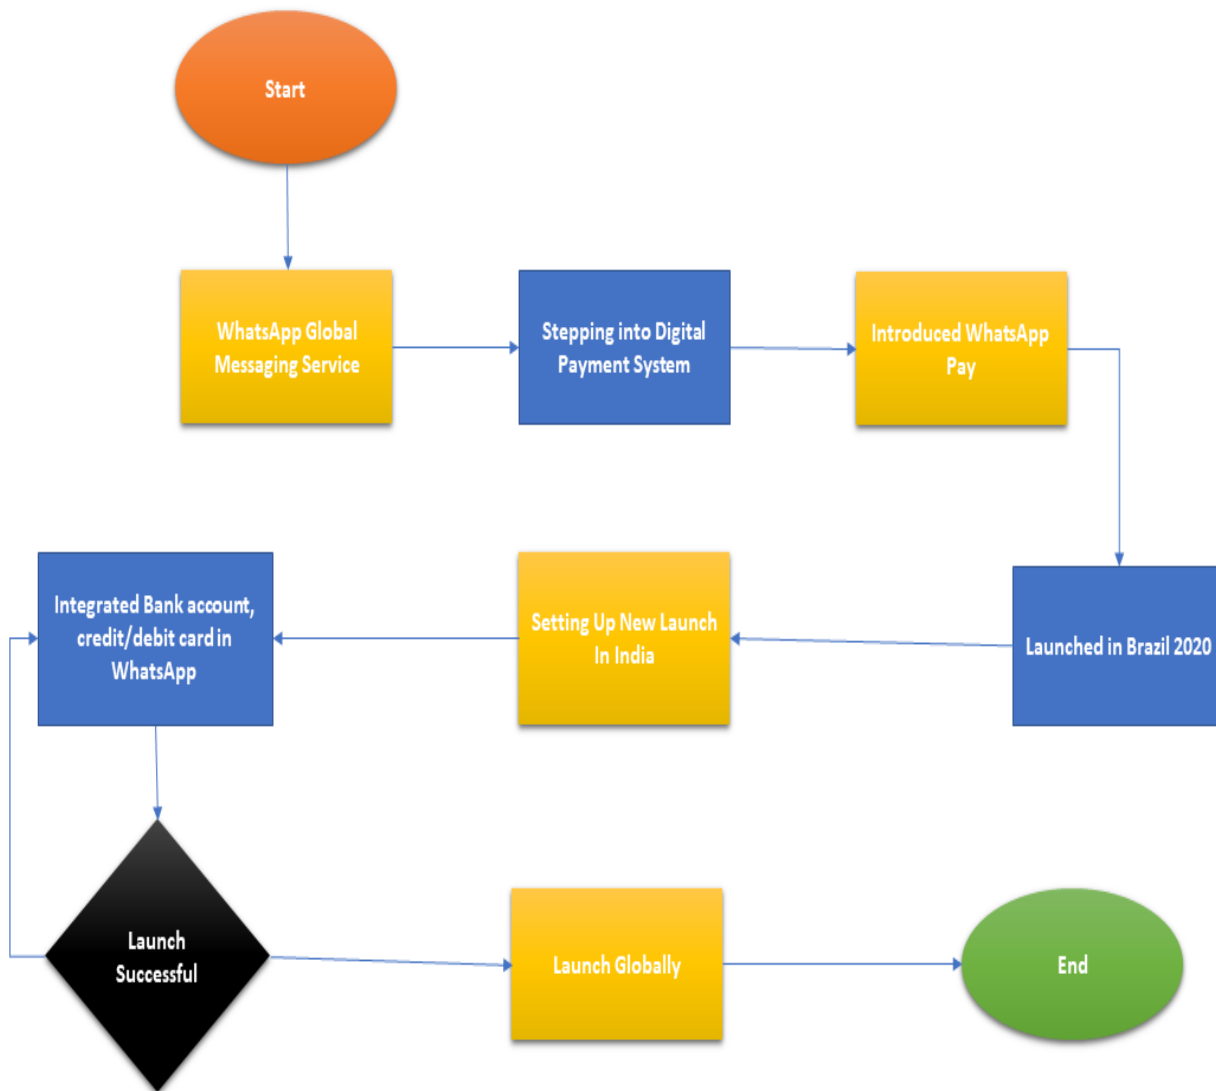 Start
WhatsApp Global
Messaging Service
Stepping into Digital
Payment System
Introduced WhatsApp
Pay
Launched in Brazil 2020
Setting Up New Launch
In India
Integrated Bank account,
credit/debit card in
WhatsApp
Launch
Successful
Launch Globally
End